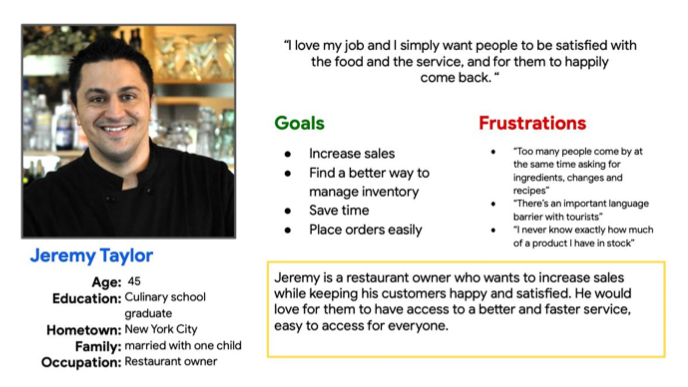 “I love my job and I simply want people to be satisfied with
the food and the service, and for them to happily
come back. “
Goals
• Increase sales
• Find a better way to
manage inventory
• Save time
• Place orders easily
Frustrations
• “Too many people come by at
the same time asking for
ingredients, changes and
recipes”
• “There’s an important language
barrier with tourists”
• “I never know exactly how much
of a product I have in stock”
Jeremy Taylor
Age: 45
Education: Culinary school
graduate
Hometown: New York City
Family: married with one child
Occupation: Restaurant owner
Jeremy is a restaurant owner who wants to increase sales
while keeping his customers happy and satisfied. He would
love for them to have access to a better and faster service,
easy to access for everyone.